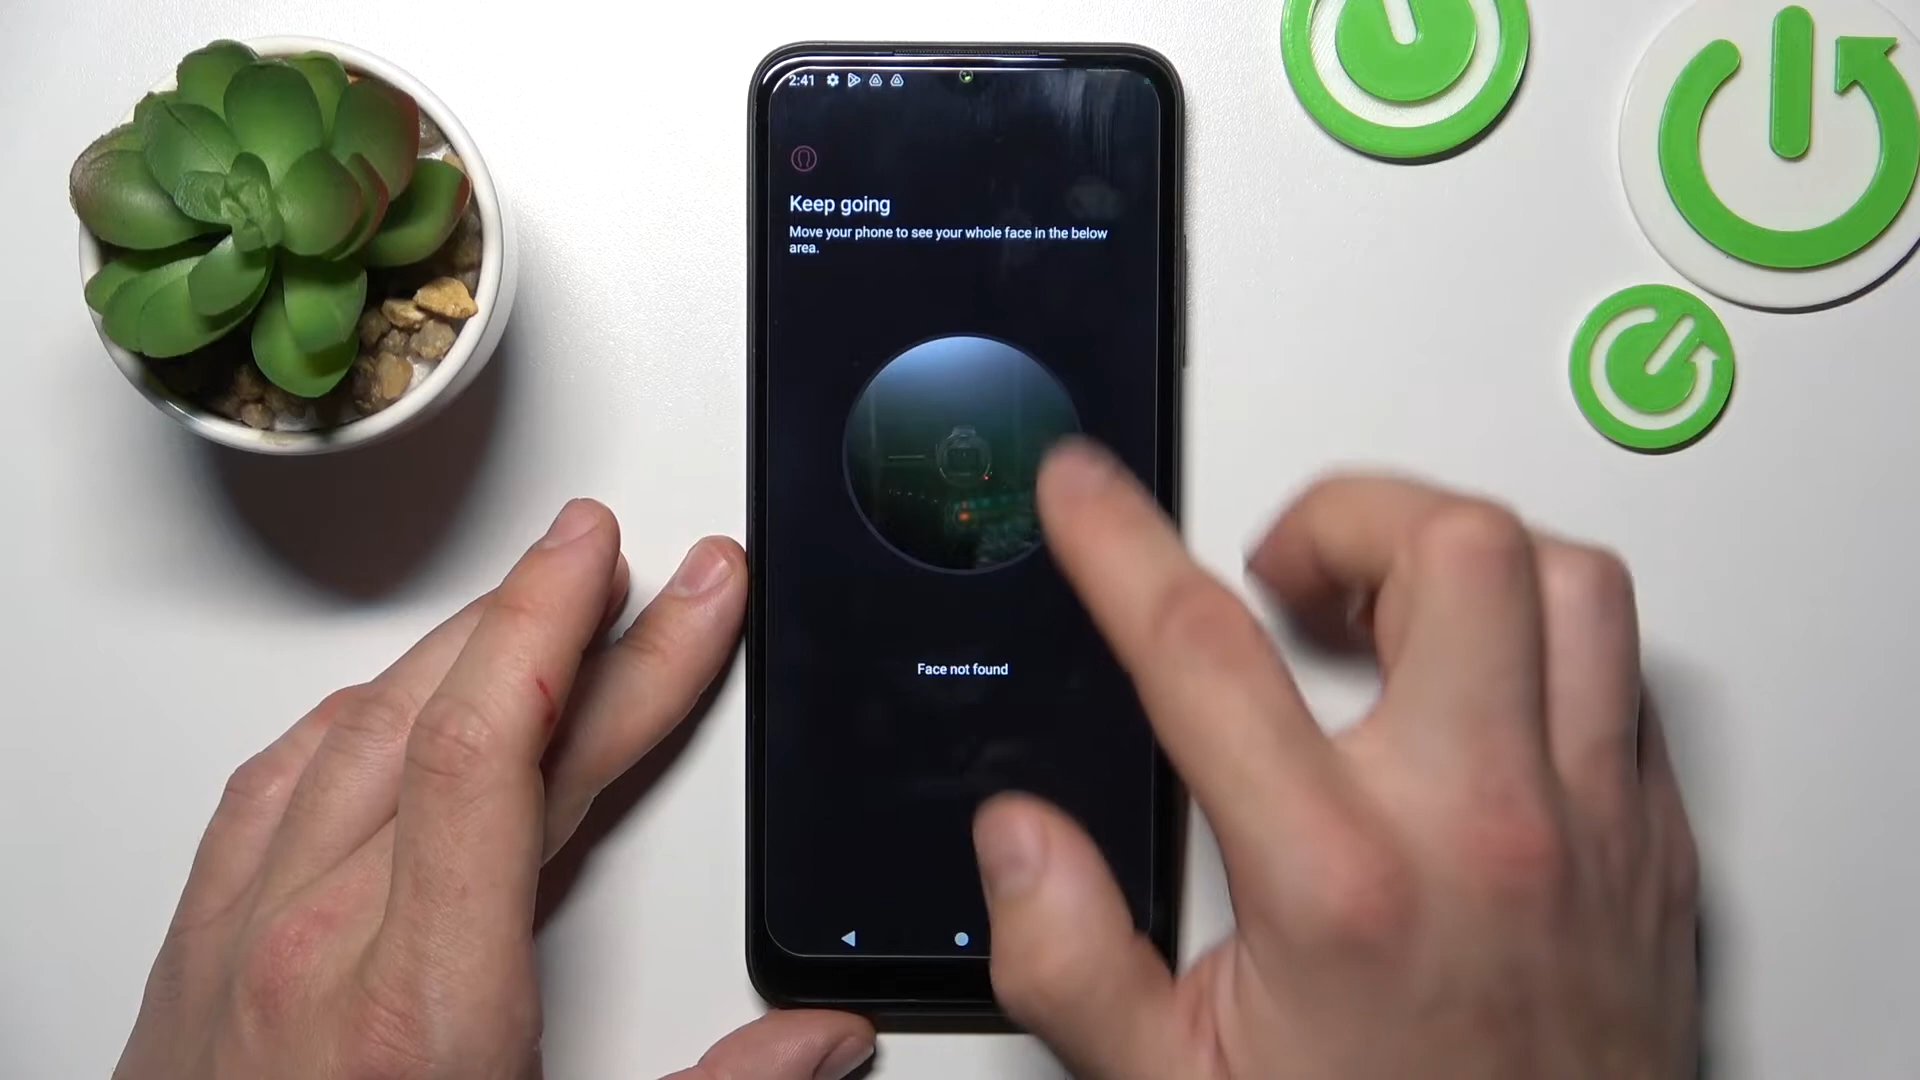 2:41
Keep going
Move your phone to see your whole face in the below
area.
Face not found